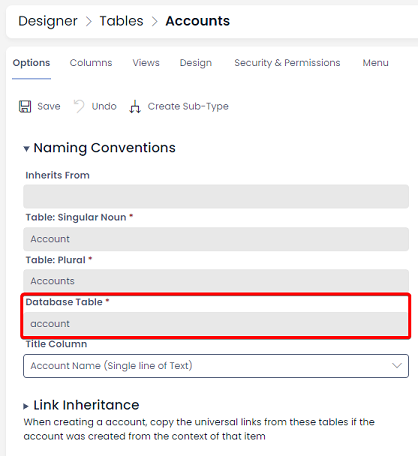 Designer > Tables > Accounts
Options Columns Views Design Security & Permissions Menu
Save Undo Create Sub-Type
Naming Conventions
Inherits From
Table: Singular Noun *
Account
Table: Plural *
Accounts
Database Table *
account
Title Column
Account Name (Single line of Text)
Link Inheritance
When creating a account, copy the universal links from these tables if the
account was created from the context of that item